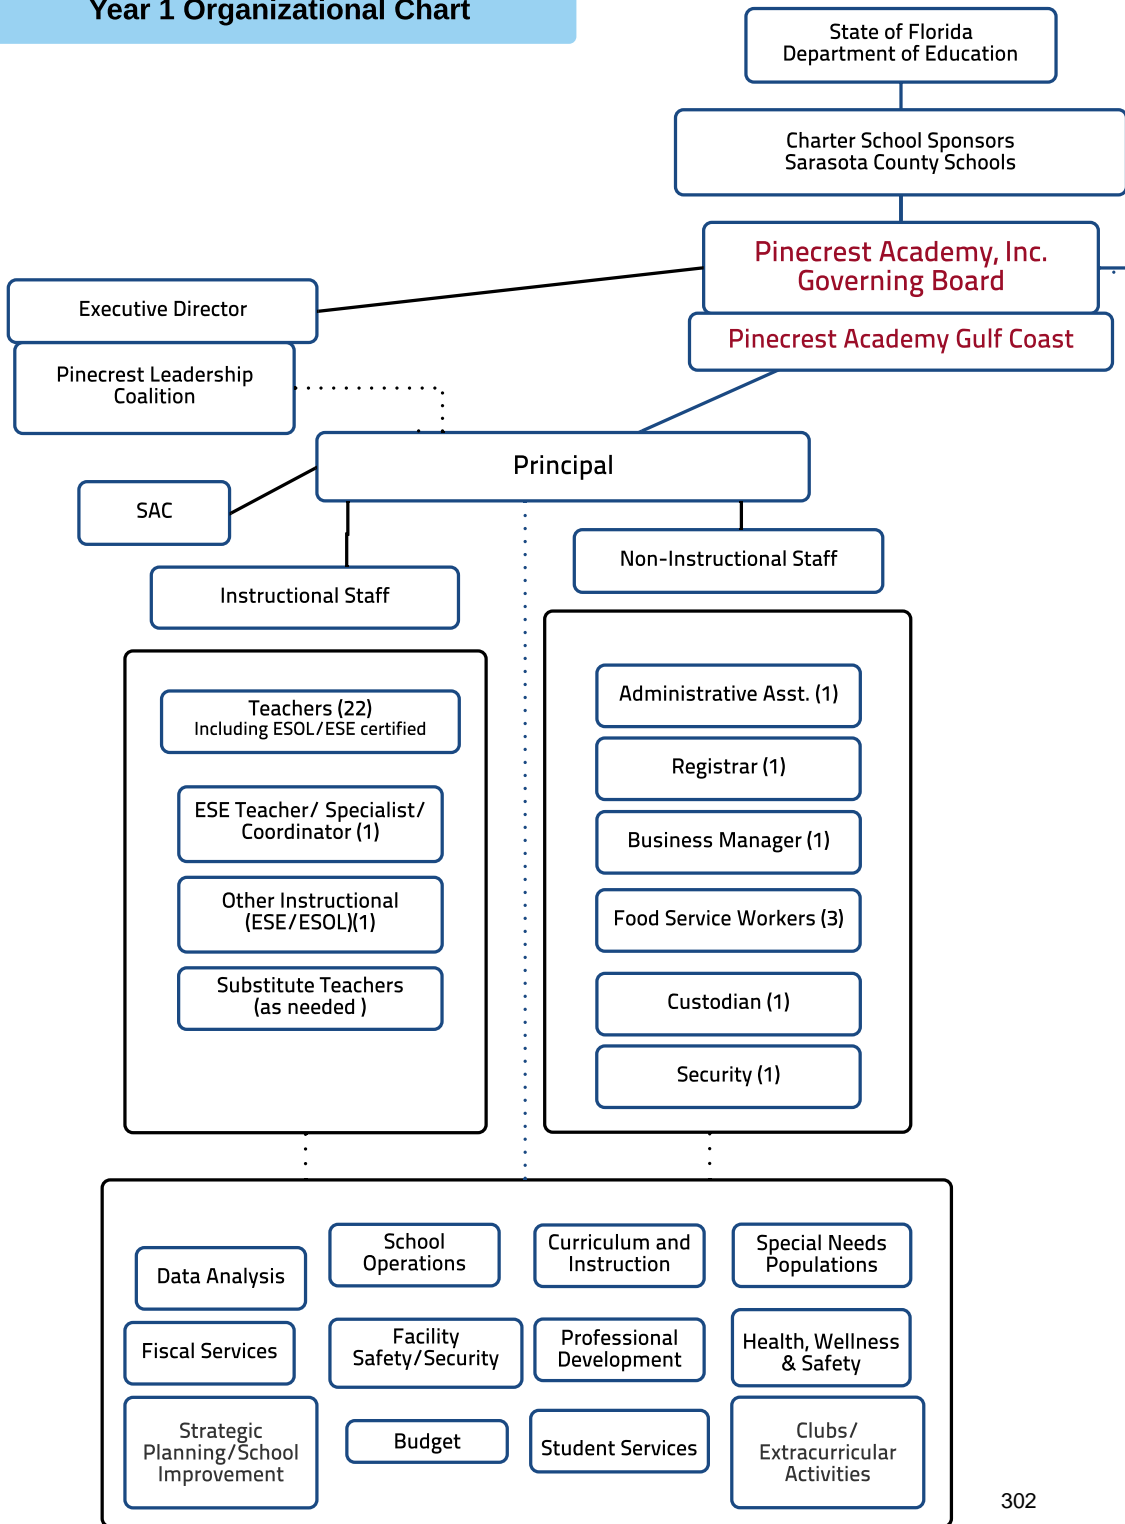 Year 1 Organizational Chart
State of Florida
Department of Education
Charter School Sponsors
Sarasota County Schools
Pinecrest Academy, Inc.
Governing Board
Pinecrest Academy Gulf Coast
Executive Director
Pinecrest Leadership
Coalition
Principal
SAC
Instructional Staff
Non-Instructional Staff
Teachers (22)
Including ESOL/ESE certified
ESE Teacher/ Specialist/
Coordinator (1)
Other Instructional
(ESE/ESOL)(1)
Substitute Teachers
(as needed )
Administrative Asst. (1)
Registrar (1)
Business Manager (1)
Food Service Workers (3)
Custodian (1)
Security (1)
Data Analysis
School
Operations
Curriculum and
Instruction
Special Needs
Populations
Fiscal Services
Facility
Safety/Security
Professional
Development
Health, Wellness
& Safety
Strategic
Planning/School
Improvement
Budget
Student Services
Clubs/
Extracurricular
Activities
302